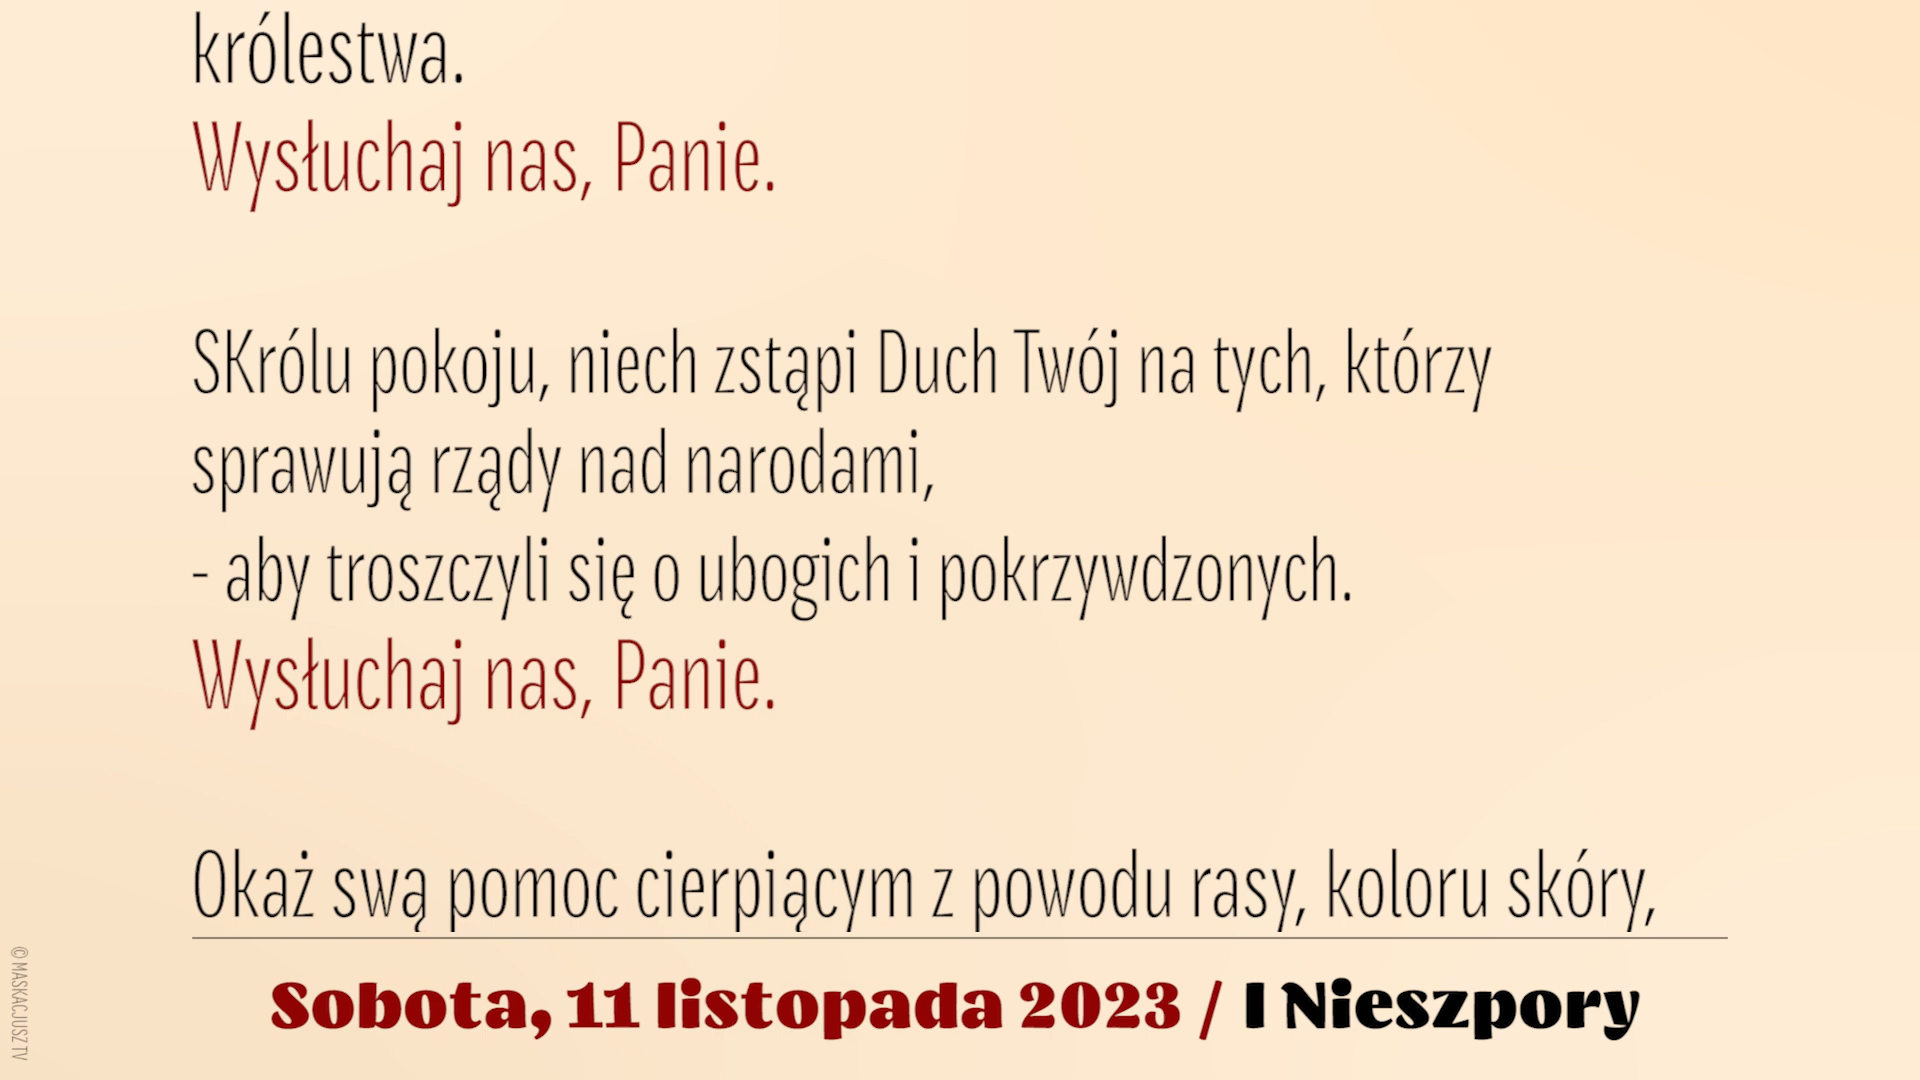 królestwa.
Wysłuchaj nas, Panie.
SKrólu pokoju, niech zstąpi Duch Twój na tych, którzy
sprawują rządy nad narodami,
- aby troszczyli się o ubogich i pokrzywdzonych.
Wysłuchaj nas, Panie.
Okaż swą pomoc cierpiącym z powodu rasy, koloru skóry,
Sobota, 11 listopada 2023 / I Nieszpory
© MASKACJUSZ TV